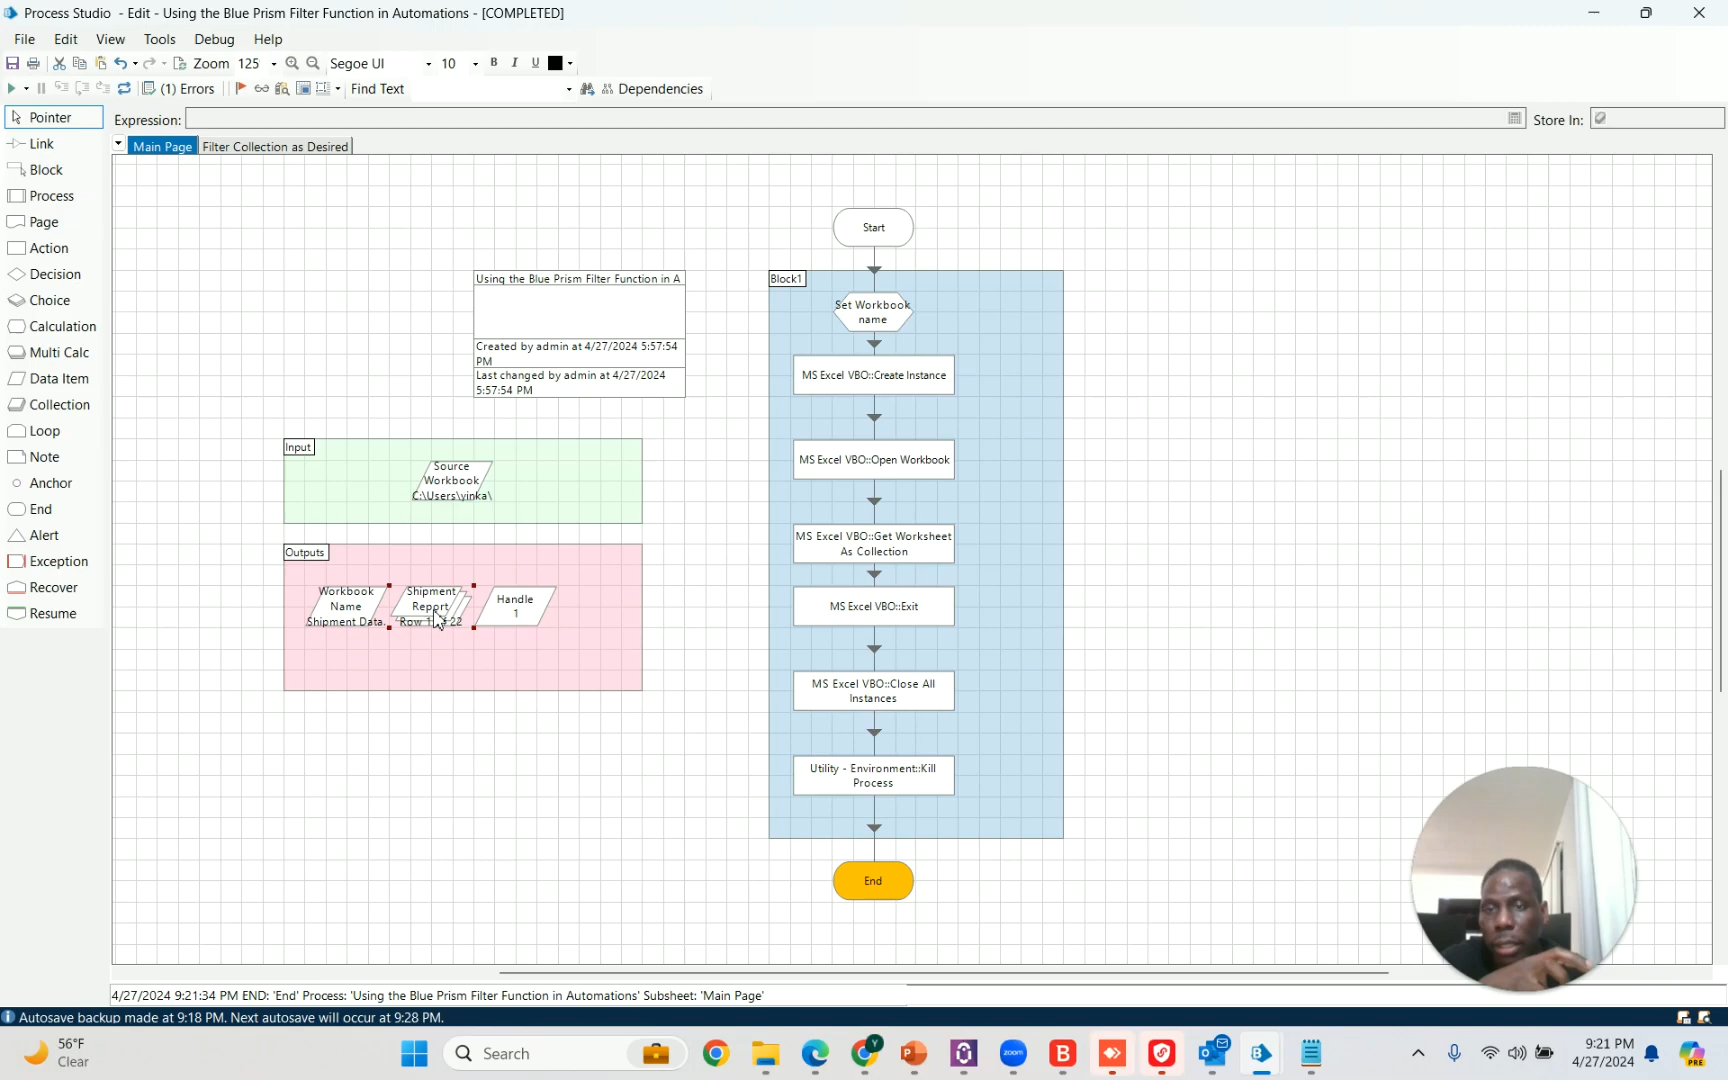 Process Studio - Edit - Using the Blue Prism Filter Function in Automations - [COMPLETED]
File Edit View Tools Debug Help
Zoom 125 Segoe UI 10 B I U
(1) Errors Find Text Dependencies
Pointer
Link
Block
Process
Page
Action
Decision
Choice
Calculation
Multi Calc
Data Item
Collection
Loop
Note
Anchor
End
Alert
Exception
Recover
Resume
Expression: Store In:
Main Page Filter Collection as Desired
Using the Blue Prism Filter Function in A
Created by admin at 4/27/2024 5:57:54
PM
Last changed by admin at 4/27/2024
5:57:54 PM
Input
Source
Workbook
C:\Users\yinka\
Outputs
Workbook
Name
Shipment Data.
Shipment
Report
Row 22
Handle
1
Start
Block1
Set Workbook
name
MS Excel VBO::Create Instance
MS Excel VBO::Open Workbook
MS Excel VBO::Get Worksheet
As Collection
MS Excel VBO::Exit
MS Excel VBO::Close All
Instances
Utility - Environment::Kill
Process
End
4/27/2024 9:21:34 PM END: 'End' Process: 'Using the Blue Prism Filter Function in Automations' Subsheet: 'Main Page'
Autosave backup made at 9:18 PM. Next autosave will occur at 9:28 PM.
56°F
Clear
Search
Y
zoom
B
PRE
9:21 PM
4/27/2024